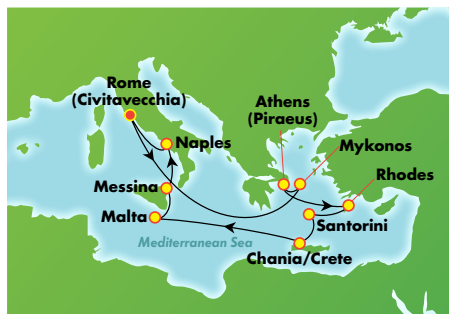 Rome
(Civitavecchia)
Athens
(Piraeus)
Naples
Mykonos
Rhodes
Messina
Malta
Santorini
Mediterranean Sea
Chania/Crete